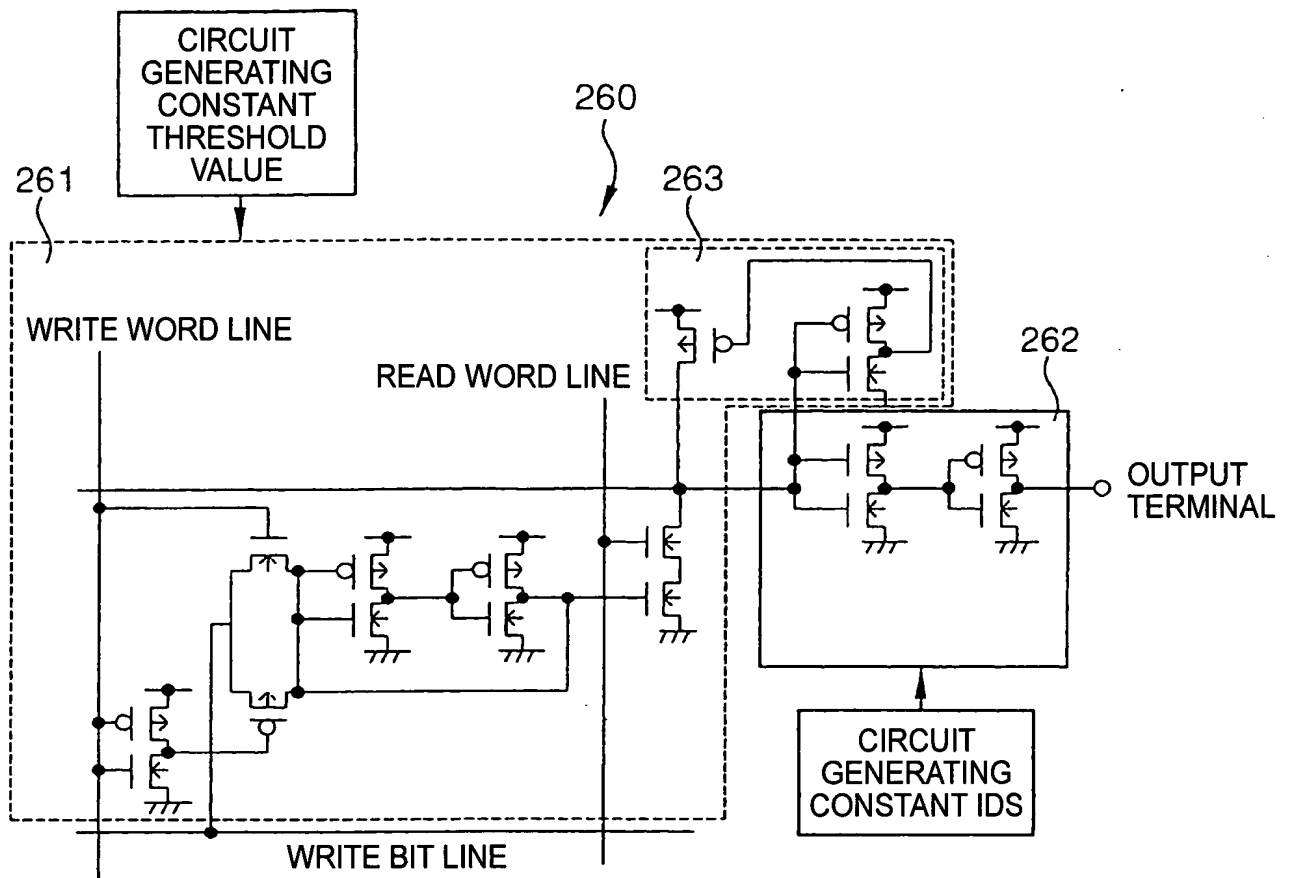 CIRCUIT
GENERATING
CONSTANT
THRESHOLD
VALUE
260
261
263
WRITE WORD LINE
READ WORD LINE
262
OUTPUT
TERMINAL
CIRCUIT
GENERATING
CONSTANT IDS
WRITE BIT LINE